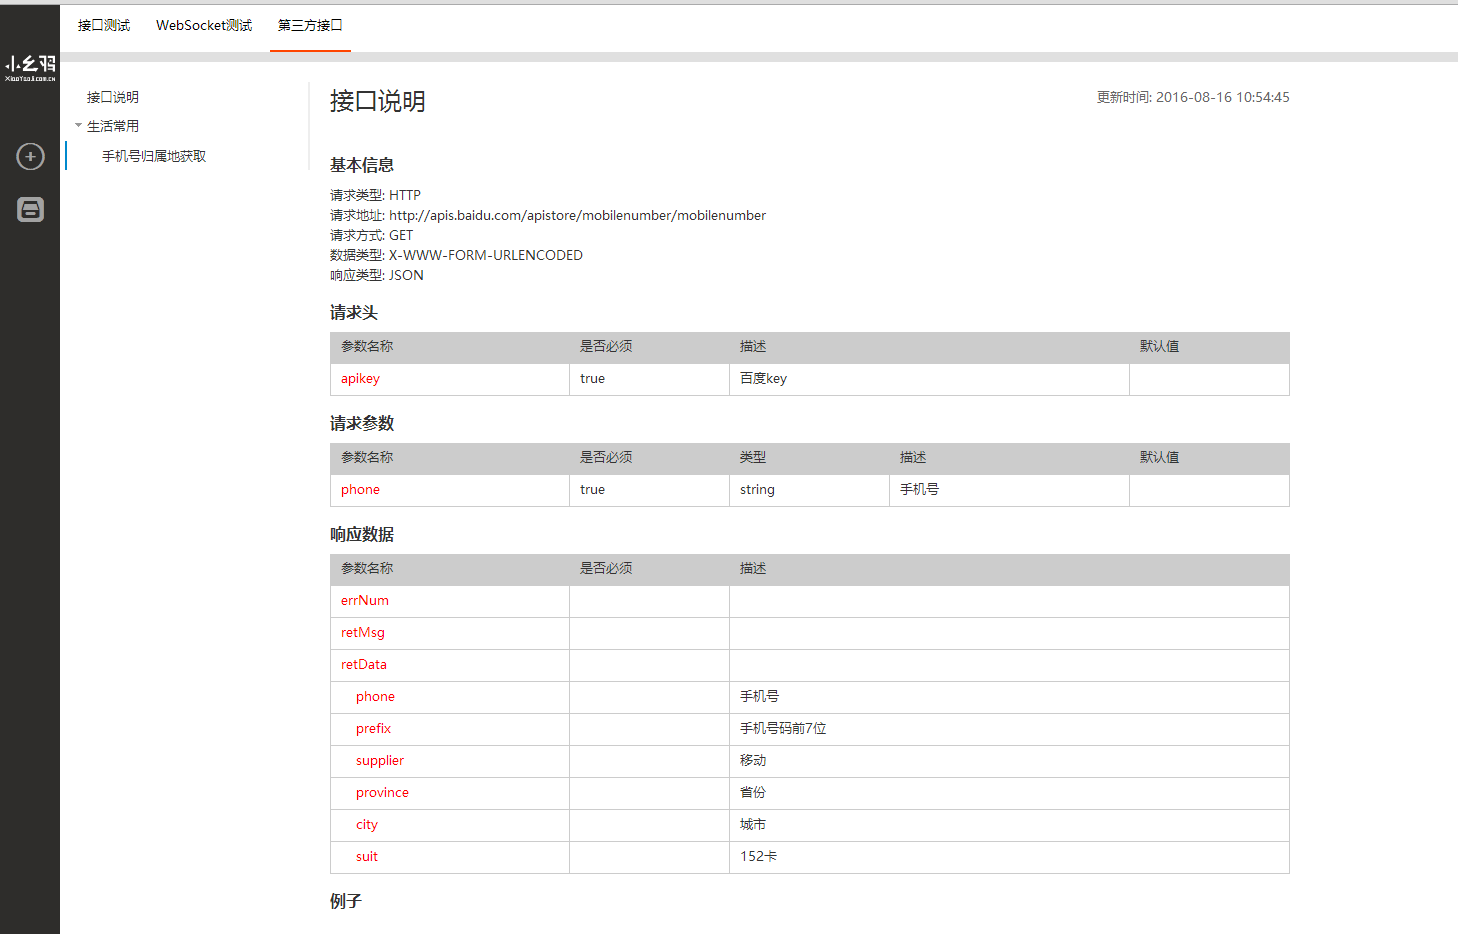 接口测试 WebSocket测试 第三方接口
小幺鸡
XiaoYaoJi.com.cn
接口说明
生活常用
手机号归属地获取
接口说明
更新时间: 2016-08-16 10:54:45
基本信息
请求类型: HTTP
请求地址: http://apis.baidu.com/apistore/mobilenumber/mobilenumber
请求方式: GET
数据类型: X-WWW-FORM-URLENCODED
响应类型: JSON
请求头
参数名称 是否必须 描述 默认值
apikey true 百度key
请求参数
参数名称 是否必须 类型 描述 默认值
phone true string 手机号
响应数据
参数名称 是否必须 描述
errNum
retMsg
retData
phone 手机号
prefix 手机号码前7位
supplier 移动
province 省份
city 城市
suit 152卡
例子